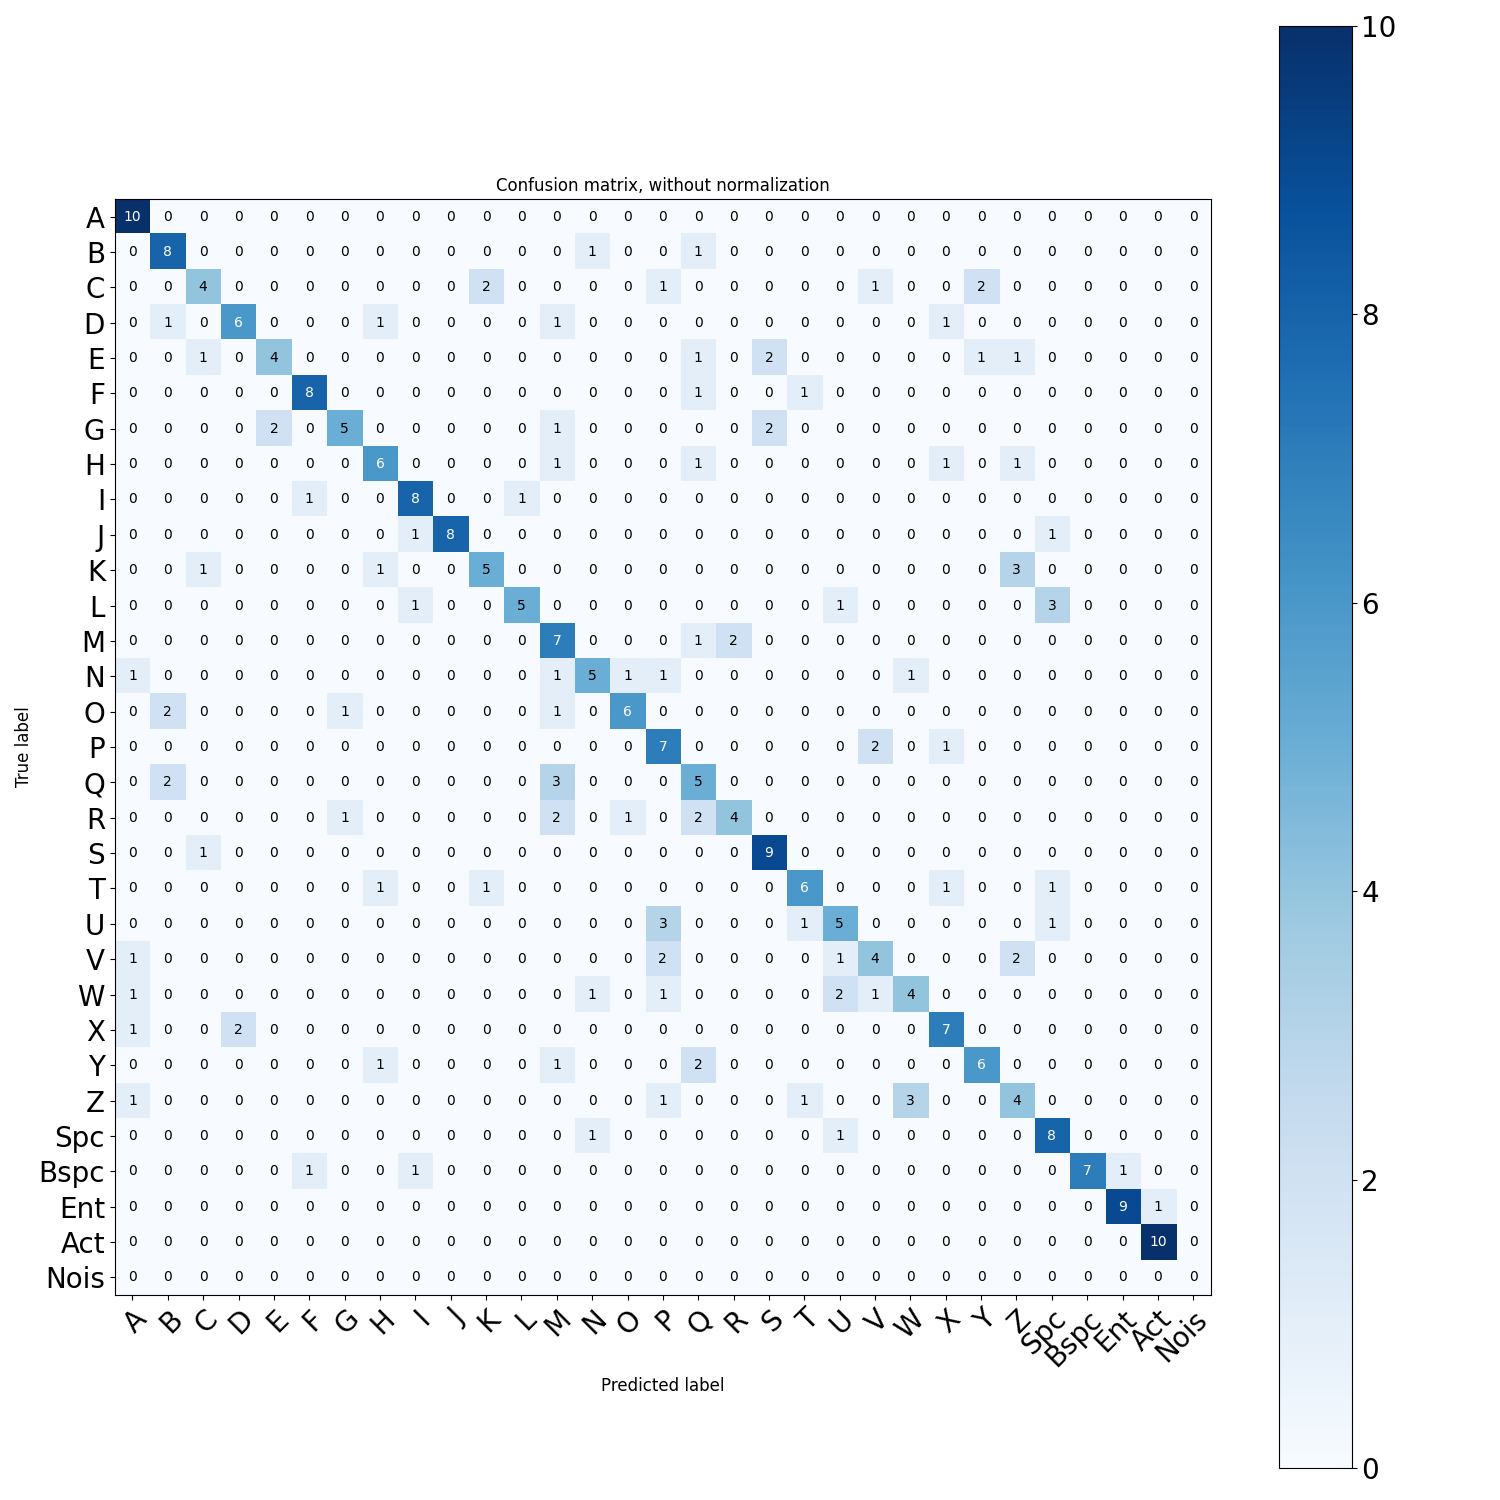 Confusion matrix, without normalization
A 10 0 0 0 0 0 0 0 0 0 0 0 0 0 0 0 0 0 0 0 0 0 0 0 0 0 0 0 0 0 0
B 0 8 0 0 0 0 0 0 0 0 0 0 0 1 0 0 1 0 0 0 0 0 0 0 0 0 0 0 0 0 0
C 0 0 4 0 0 0 0 0 0 0 2 0 0 0 0 1 0 0 0 0 0 1 0 0 2 0 0 0 0 0 0
D 0 1 0 6 0 0 0 1 0 0 0 0 1 0 0 0 0 0 0 0 0 0 0 1 0 0 0 0 0 0 0
E 0 0 1 0 4 0 0 0 0 0 0 0 0 0 0 0 1 0 2 0 0 0 0 0 1 1 0 0 0 0 0
F 0 0 0 0 0 8 0 0 0 0 0 0 0 0 0 0 1 0 0 1 0 0 0 0 0 0 0 0 0 0 0
G 0 0 0 0 2 0 5 0 0 0 0 0 1 0 0 0 0 0 2 0 0 0 0 0 0 0 0 0 0 0 0
H 0 0 0 0 0 0 0 6 0 0 0 0 1 0 0 0 1 0 0 0 0 0 0 1 0 1 0 0 0 0 0
I 0 0 0 0 0 1 0 0 8 0 0 1 0 0 0 0 0 0 0 0 0 0 0 0 0 0 0 0 0 0 0
J 0 0 0 0 0 0 0 0 1 8 0 0 0 0 0 0 0 0 0 0 0 0 0 0 0 0 1 0 0 0 0
K 0 0 1 0 0 0 0 1 0 0 5 0 0 0 0 0 0 0 0 0 0 0 0 0 0 3 0 0 0 0 0
L 0 0 0 0 0 0 0 0 1 0 0 5 0 0 0 0 0 0 0 0 1 0 0 0 0 0 3 0 0 0 0
M 0 0 0 0 0 0 0 0 0 0 0 0 7 0 0 0 1 2 0 0 0 0 0 0 0 0 0 0 0 0 0
N 1 0 0 0 0 0 0 0 0 0 0 0 1 5 1 1 0 0 0 0 0 0 1 0 0 0 0 0 0 0 0
O 0 2 0 0 0 0 1 0 0 0 0 0 1 0 6 0 0 0 0 0 0 0 0 0 0 0 0 0 0 0 0
P 0 0 0 0 0 0 0 0 0 0 0 0 0 0 0 7 0 0 0 0 0 2 0 1 0 0 0 0 0 0 0
Q 0 2 0 0 0 0 0 0 0 0 0 0 3 0 0 0 5 0 0 0 0 0 0 0 0 0 0 0 0 0 0
R 0 0 0 0 0 0 1 0 0 0 0 0 2 0 1 0 2 4 0 0 0 0 0 0 0 0 0 0 0 0 0
S 0 0 1 0 0 0 0 0 0 0 0 0 0 0 0 0 0 0 9 0 0 0 0 0 0 0 0 0 0 0 0
T 0 0 0 0 0 0 0 1 0 0 1 0 0 0 0 0 0 0 0 6 0 0 0 1 0 0 1 0 0 0 0
U 0 0 0 0 0 0 0 0 0 0 0 0 0 0 0 3 0 0 0 1 5 0 0 0 0 0 1 0 0 0 0
V 1 0 0 0 0 0 0 0 0 0 0 0 0 0 0 2 0 0 0 0 1 4 0 0 0 2 0 0 0 0 0
W 1 0 0 0 0 0 0 0 0 0 0 0 0 1 0 1 0 0 0 0 2 1 4 0 0 0 0 0 0 0 0
X 1 0 0 2 0 0 0 0 0 0 0 0 0 0 0 0 0 0 0 0 0 0 0 7 0 0 0 0 0 0 0
Y 0 0 0 0 0 0 0 1 0 0 0 0 1 0 0 0 2 0 0 0 0 0 0 0 6 0 0 0 0 0 0
Z 1 0 0 0 0 0 0 0 0 0 0 0 0 0 0 1 0 0 0 1 0 0 3 0 0 4 0 0 0 0 0
Spc 0 0 0 0 0 0 0 0 0 0 0 0 0 1 0 0 0 0 0 0 1 0 0 0 0 0 8 0 0 0 0
Bspc 0 0 0 0 0 1 0 0 1 0 0 0 0 0 0 0 0 0 0 0 0 0 0 0 0 0 0 7 1 0 0
Ent 0 0 0 0 0 0 0 0 0 0 0 0 0 0 0 0 0 0 0 0 0 0 0 0 0 0 0 0 9 1 0
Act 0 0 0 0 0 0 0 0 0 0 0 0 0 0 0 0 0 0 0 0 0 0 0 0 0 0 0 0 0 10 0
Nois 0 0 0 0 0 0 0 0 0 0 0 0 0 0 0 0 0 0 0 0 0 0 0 0 0 0 0 0 0 0 0
A B C D E F G H I J K L M N O P Q R S T U V W X Y Z Spc Bspc Ent Act Nois
True label
Predicted label
10
8
6
4
2
0